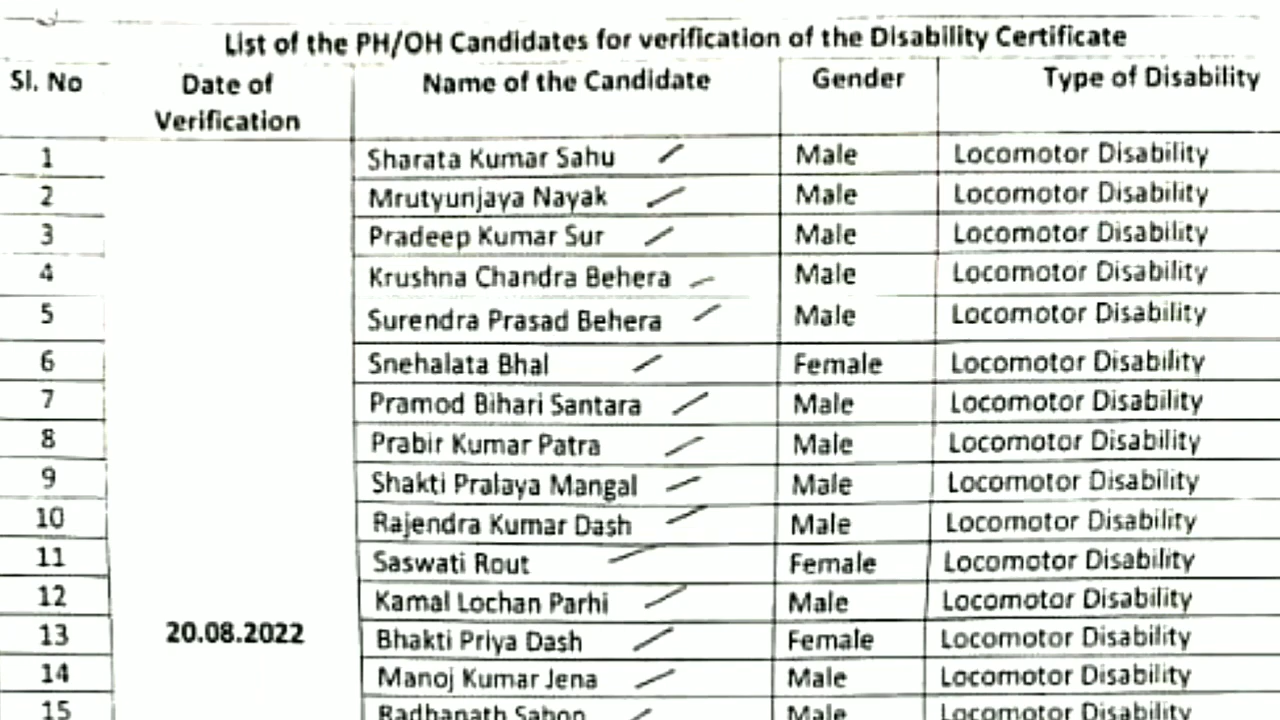 List of the PH/OH Candidates for verification of the Disability Certificate
Sl. No Date of Verification Name of the Candidate Gender Type of Disability
1 Sharata Kumar Sahu Male Locomotor Disability
2 Mrutyunjaya Nayak Male Locomotor Disability
3 Pradeep Kumar Sur Male Locomotor Disability
4 Krushna Chandra Behera Male Locomotor Disability
5 Surendra Prasad Behera Male Locomotor Disability
6 Snehalata Bhal Female Locomotor Disability
7 Pramod Bihari Santara Male Locomotor Disability
8 Prabir Kumar Patra Male Locomotor Disability
9 Shakti Pralaya Mangal Male Locomotor Disability
10 Rajendra Kumar Dash Male Locomotor Disability
11 Saswati Rout Female Locomotor Disability
12 Kamal Lochan Parhi Male Locomotor Disability
13 20.08.2022 Bhakti Priya Dash Female Locomotor Disability
14 Manoj Kumar Jena Male Locomotor Disability
15 Radhanath Male Locomotor Disability